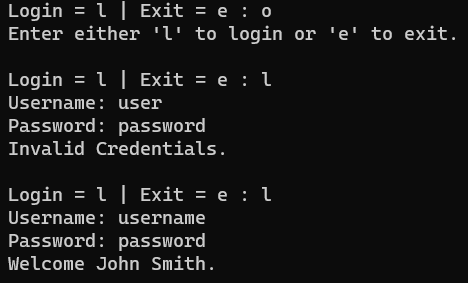 Login = l | Exit = e : o
Enter either 'l' to login or 'e' to exit.
Login = l | Exit = e : l
Username: user
Password: password
Invalid Credentials.
Login = l | Exit = e : l
Username: username
Password: password
Welcome John Smith.